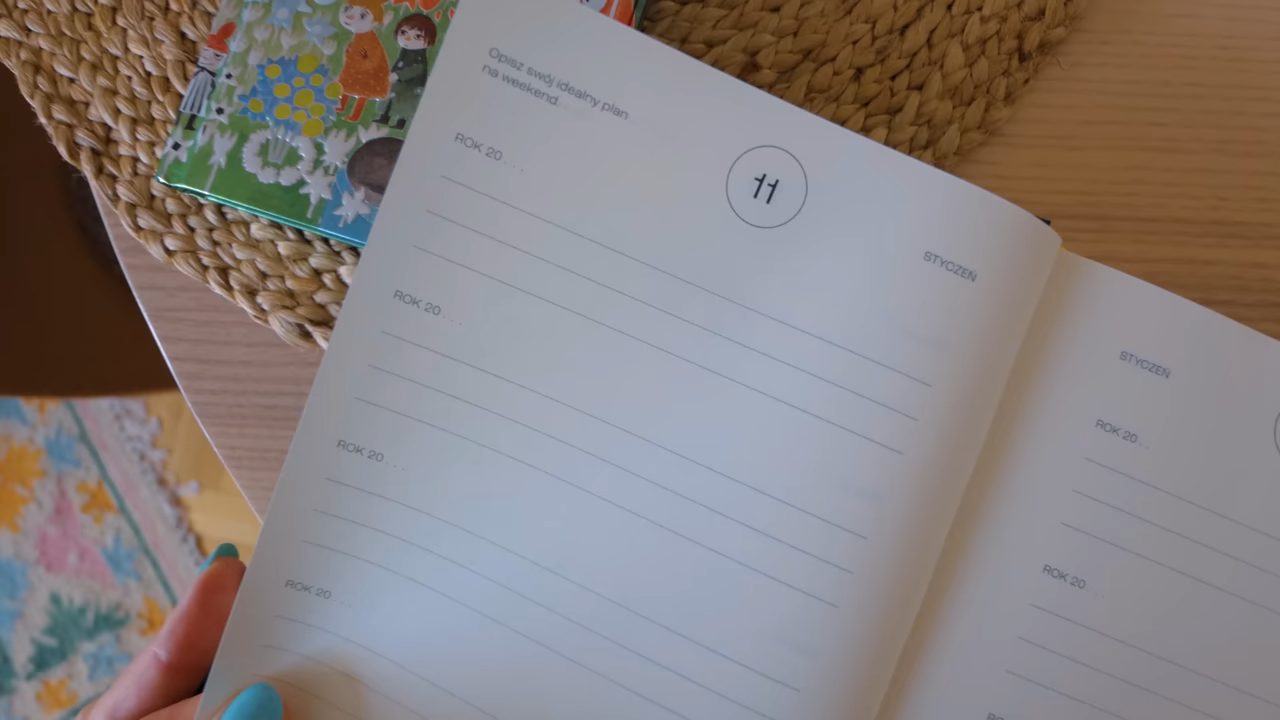 Opisz swój idealny plan
na weekend.
ROK 20 . . .
11
STYCZEŃ
ROK 20 . . .
ROK 20 . . .
ROK 20 . . .
STYCZEŃ
ROK 20 . . .
ROK 20 . . .